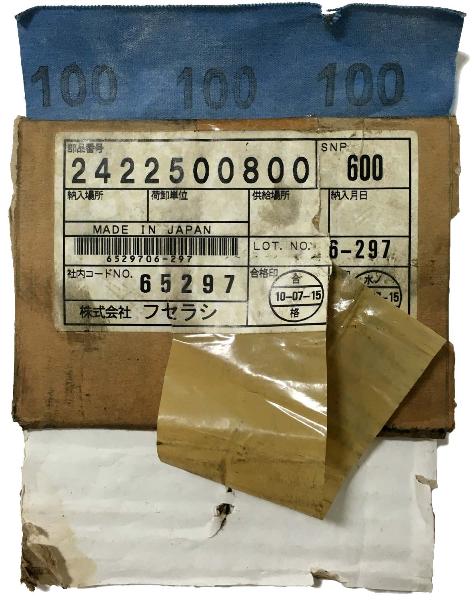 100 100 100
部品番号 SNP
2422500800 600
納入場所 荷卸単位 供給場所 納入月日
MADE IN JAPAN
6529706-297
LOT. NO. 6-297
社内コードNO. 65297
合格印
合
10-07-15
格
水ノ
7-15
株式会社 フセラシ